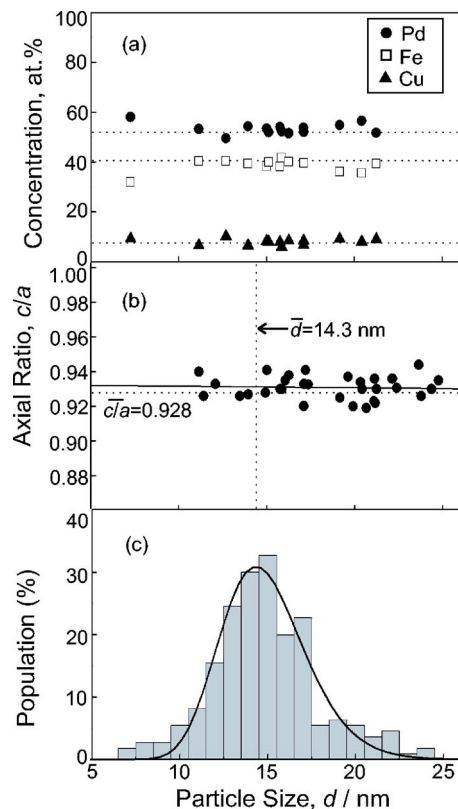 (a)
Pd
Fe
Cu
100
80
60
40
20
0
Concentration, at.%
(b)
1.00
0.98
0.96
0.94
0.92
0.90
0.88
Axial Ratio, c/a
d̅=14.3 nm
c/a=0.928
(c)
40
30
20
10
0
Population (%)
5 10 15 20 25
Particle Size, d / nm